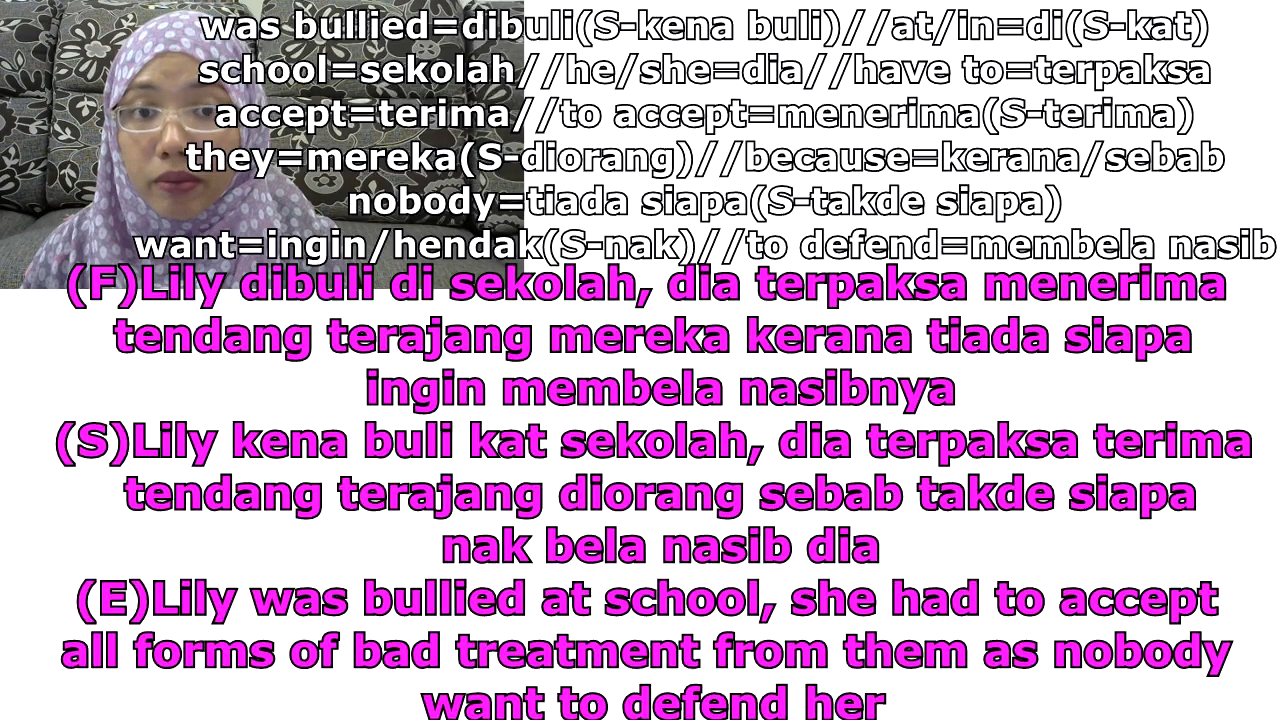 was bullied=dibuli(S-kena buli)//at/in=di(S-kat)
school=sekolah//he/she=dia//have to=terpaksa
accept=terima//to accept=menerima(S-terima)
they=mereka(S-diorang)//because=kerana/sebab
nobody=tiada siapa(S-takde siapa)
want=ingin/hendak(S-nak)//to defend=membela nasib
(F)Lily dibuli di sekolah, dia terpaksa menerima
tendang terajang mereka kerana tiada siapa
ingin membela nasibnya
(S)Lily kena buli kat sekolah, dia terpaksa terima
tendang terajang diorang sebab takde siapa
nak bela nasib dia
(E)Lily was bullied at school, she had to accept
all forms of bad treatment from them as nobody
want to defend her